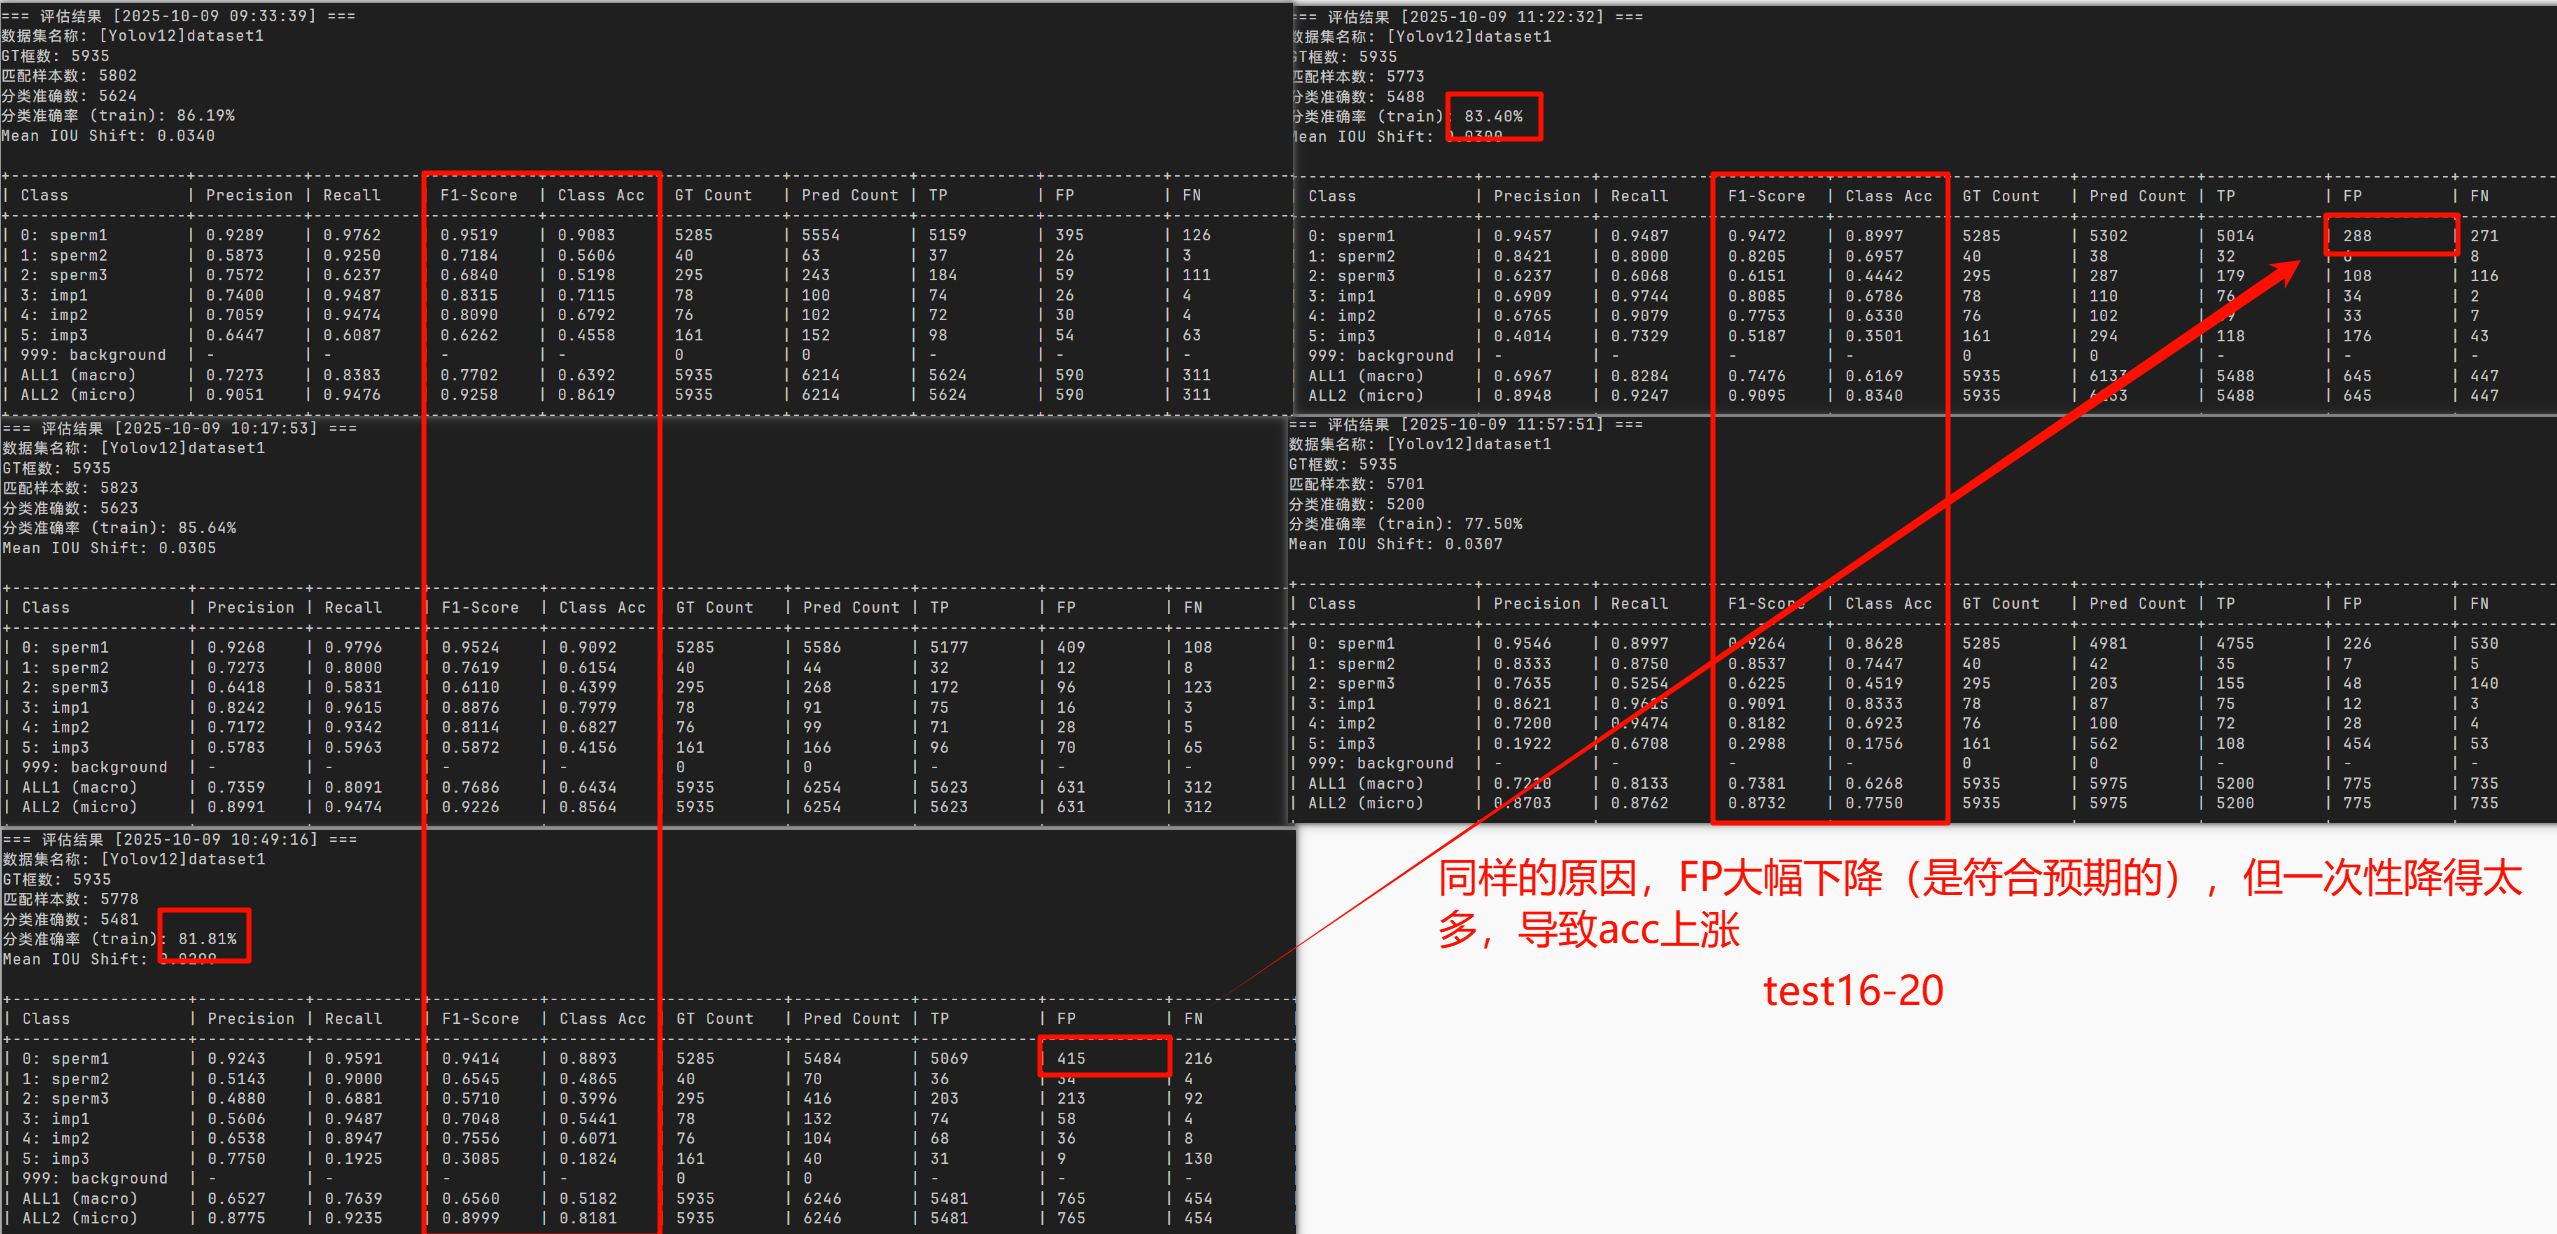 === 评估结果 [2025-10-09 09:33:39] ===
数据集名称: [Yolov12]dataset1
GT框数: 5935
匹配样本数: 5802
分类准确数: 5624
分类准确率 (train): 86.19%
Mean IOU Shift: 0.0340
| Class | Precision | Recall | F1-Score | Class Acc | GT Count | Pred Count | TP | FP | FN
| 0: sperm1 | 0.9289 | 0.9762 | 0.9519 | 0.9083 | 5285 | 5554 | 5159 | 395 | 126
| 1: sperm2 | 0.5873 | 0.9250 | 0.7184 | 0.5606 | 40 | 63 | 37 | 26 | 3
| 2: sperm3 | 0.7572 | 0.6237 | 0.6840 | 0.5198 | 295 | 243 | 184 | 59 | 111
| 3: imp1 | 0.7400 | 0.9487 | 0.8315 | 0.7115 | 78 | 100 | 74 | 26 | 4
| 4: imp2 | 0.7059 | 0.9474 | 0.8090 | 0.6792 | 76 | 102 | 72 | 30 | 4
| 5: imp3 | 0.6447 | 0.6087 | 0.6262 | 0.4558 | 161 | 152 | 98 | 54 | 63
| 999: background | - | - | - | - | 0 | 0 | - | - | -
| ALL1 (macro) | 0.7273 | 0.8383 | 0.7702 | 0.6392 | 5935 | 6214 | 5624 | 590 | 311
| ALL2 (micro) | 0.9051 | 0.9476 | 0.9258 | 0.8619 | 5935 | 6214 | 5624 | 590 | 311
=== 评估结果 [2025-10-09 10:17:53] ===
数据集名称: [Yolov12]dataset1
GT框数: 5935
匹配样本数: 5823
分类准确数: 5623
分类准确率 (train): 85.64%
Mean IOU Shift: 0.0305
| Class | Precision | Recall | F1-Score | Class Acc | GT Count | Pred Count | TP | FP | FN
| 0: sperm1 | 0.9268 | 0.9796 | 0.9524 | 0.9092 | 5285 | 5586 | 5177 | 409 | 108
| 1: sperm2 | 0.7273 | 0.8000 | 0.7619 | 0.6154 | 40 | 44 | 32 | 12 | 8
| 2: sperm3 | 0.6418 | 0.5831 | 0.6110 | 0.4399 | 295 | 268 | 172 | 96 | 123
| 3: imp1 | 0.8242 | 0.9615 | 0.8876 | 0.7979 | 78 | 91 | 75 | 16 | 3
| 4: imp2 | 0.7172 | 0.9342 | 0.8114 | 0.6827 | 76 | 99 | 71 | 28 | 5
| 5: imp3 | 0.5783 | 0.5963 | 0.5872 | 0.4156 | 161 | 166 | 96 | 70 | 65
| 999: background | - | - | - | - | 0 | 0 | - | - | -
| ALL1 (macro) | 0.7359 | 0.8091 | 0.7686 | 0.6434 | 5935 | 6254 | 5623 | 631 | 312
| ALL2 (micro) | 0.8991 | 0.9474 | 0.9226 | 0.8564 | 5935 | 6254 | 5623 | 631 | 312
=== 评估结果 [2025-10-09 10:49:16] ===
数据集名称: [Yolov12]dataset1
GT框数: 5935
匹配样本数: 5778
分类准确数: 5481
分类准确率 (train): 81.81%
Mean IOU Shift: 0.0299
| Class | Precision | Recall | F1-Score | Class Acc | GT Count | Pred Count | TP | FP | FN
| 0: sperm1 | 0.9243 | 0.9591 | 0.9414 | 0.8893 | 5285 | 5484 | 5069 | 415 | 216
| 1: sperm2 | 0.5143 | 0.9000 | 0.6545 | 0.4865 | 40 | 70 | 36 | 34 | 4
| 2: sperm3 | 0.4880 | 0.6881 | 0.5710 | 0.3996 | 295 | 416 | 203 | 213 | 92
| 3: imp1 | 0.5606 | 0.9487 | 0.7048 | 0.5441 | 78 | 132 | 74 | 58 | 4
| 4: imp2 | 0.6538 | 0.8947 | 0.7556 | 0.6071 | 76 | 104 | 68 | 36 | 8
| 5: imp3 | 0.7750 | 0.1925 | 0.3085 | 0.1824 | 161 | 40 | 31 | 9 | 130
| 999: background | - | - | - | - | 0 | 0 | - | - | -
| ALL1 (macro) | 0.6527 | 0.7639 | 0.6560 | 0.5182 | 5935 | 6246 | 5481 | 765 | 454
| ALL2 (micro) | 0.8775 | 0.9235 | 0.8999 | 0.8181 | 5935 | 6246 | 5481 | 765 | 454
=== 评估结果 [2025-10-09 11:22:32] ===
数据集名称: [Yolov12]dataset1
GT框数: 5935
匹配样本数: 5773
分类准确数: 5488
分类准确率 (train): 83.40%
Mean IOU Shift: 0.0300
| Class | Precision | Recall | F1-Score | Class Acc | GT Count | Pred Count | TP | FP | FN
| 0: sperm1 | 0.9457 | 0.9487 | 0.9472 | 0.8997 | 5285 | 5302 | 5014 | 288 | 271
| 1: sperm2 | 0.8421 | 0.8000 | 0.8205 | 0.6957 | 40 | 38 | 32 | 6 | 8
| 2: sperm3 | 0.6237 | 0.6068 | 0.6151 | 0.4442 | 295 | 287 | 179 | 108 | 116
| 3: imp1 | 0.6909 | 0.9744 | 0.8085 | 0.6786 | 78 | 110 | 76 | 34 | 2
| 4: imp2 | 0.6765 | 0.9079 | 0.7753 | 0.6330 | 76 | 102 | 69 | 33 | 7
| 5: imp3 | 0.4014 | 0.7329 | 0.5187 | 0.3501 | 161 | 294 | 118 | 176 | 43
| 999: background | - | - | - | - | 0 | 0 | - | - | -
| ALL1 (macro) | 0.6967 | 0.8284 | 0.7476 | 0.6169 | 5935 | 6133 | 5488 | 645 | 447
| ALL2 (micro) | 0.8948 | 0.9247 | 0.9095 | 0.8340 | 5935 | 6133 | 5488 | 645 | 447
=== 评估结果 [2025-10-09 11:57:51] ===
数据集名称: [Yolov12]dataset1
GT框数: 5935
匹配样本数: 5701
分类准确数: 5200
分类准确率 (train): 77.50%
Mean IOU Shift: 0.0307
| Class | Precision | Recall | F1-Score | Class Acc | GT Count | Pred Count | TP | FP | FN
| 0: sperm1 | 0.9546 | 0.8997 | 0.9264 | 0.8628 | 5285 | 4981 | 4755 | 226 | 530
| 1: sperm2 | 0.8333 | 0.8750 | 0.8537 | 0.7447 | 40 | 42 | 35 | 7 | 5
| 2: sperm3 | 0.7635 | 0.5254 | 0.6225 | 0.4519 | 295 | 203 | 155 | 48 | 140
| 3: imp1 | 0.8621 | 0.9615 | 0.9091 | 0.8333 | 78 | 87 | 75 | 12 | 3
| 4: imp2 | 0.7200 | 0.9474 | 0.8182 | 0.6923 | 76 | 100 | 72 | 28 | 4
| 5: imp3 | 0.1922 | 0.6708 | 0.2988 | 0.1756 | 161 | 562 | 108 | 454 | 53
| 999: background | - | - | - | - | 0 | 0 | - | - | -
| ALL1 (macro) | 0.7210 | 0.8133 | 0.7381 | 0.6268 | 5935 | 5975 | 5200 | 775 | 735
| ALL2 (micro) | 0.8703 | 0.8762 | 0.8732 | 0.7750 | 5935 | 5975 | 5200 | 775 | 735
同样的原因，FP大幅下降（是符合预期的），但一次性降得太
多，导致acc上涨
test16-20